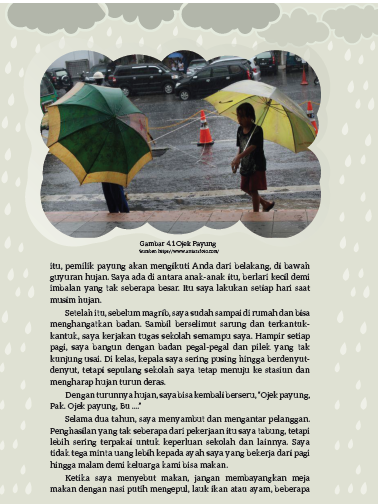 Gambar 4.1 Ojek Payung
Sumber: https://www.antarafoto.com/
itu, pemilik payung akan mengikuti Anda dari belakang, di bawah
guyuran hujan. Saya ada di antara anak-anak itu, berlari kecil demi
imbalan yang tak seberapa besar. Itu saya lakukan setiap hari saat
musim hujan.
Setelah itu, sebelum magrib, saya sudah sampai di rumah dan bisa
menghangatkan badan. Sambil berselimut sarung dan terkantuk-
kantuk, saya kerjakan tugas sekolah semampu saya. Hampir setiap
pagi, saya bangun dengan badan pegal-pegal dan pilek yang tak
kunjung usai. Di kelas, kepala saya sering pusing hingga berdenyut-
denyut, tetapi sepulang sekolah saya tetap menuju ke stasiun dan
mengharap hujan turun deras.
Dengan turunnya hujan, saya bisa kembali berseru, "Ojek payung,
Pak. Ojek payung, Bu ...."
Selama dua tahun, saya menyambut dan mengantar pelanggan.
Penghasilan yang tak seberapa dari pekerjaan itu saya tabung, tetapi
lebih sering terpakai untuk keperluan sekolah dan lainnya. Saya
tidak tega minta uang lebih kepada ayah saya yang bekerja dari pagi
hingga malam demi keluarga kami bisa makan.
Ketika saya menyebut makan, jangan membayangkan meja
makan dengan nasi putih mengepul, lauk ikan atau ayam, beberapa